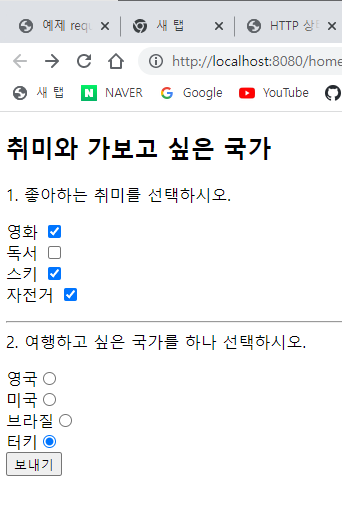 예제 req
새 탭
HTTP 상태
http://localhost:8080/home
새 탭 NAVER Google YouTube
취미와 가보고 싶은 국가
1. 좋아하는 취미를 선택하시오.
영화
독서
스키
자전거
2. 여행하고 싶은 국가를 하나 선택하시오.
영국
미국
브라질
터키
보내기